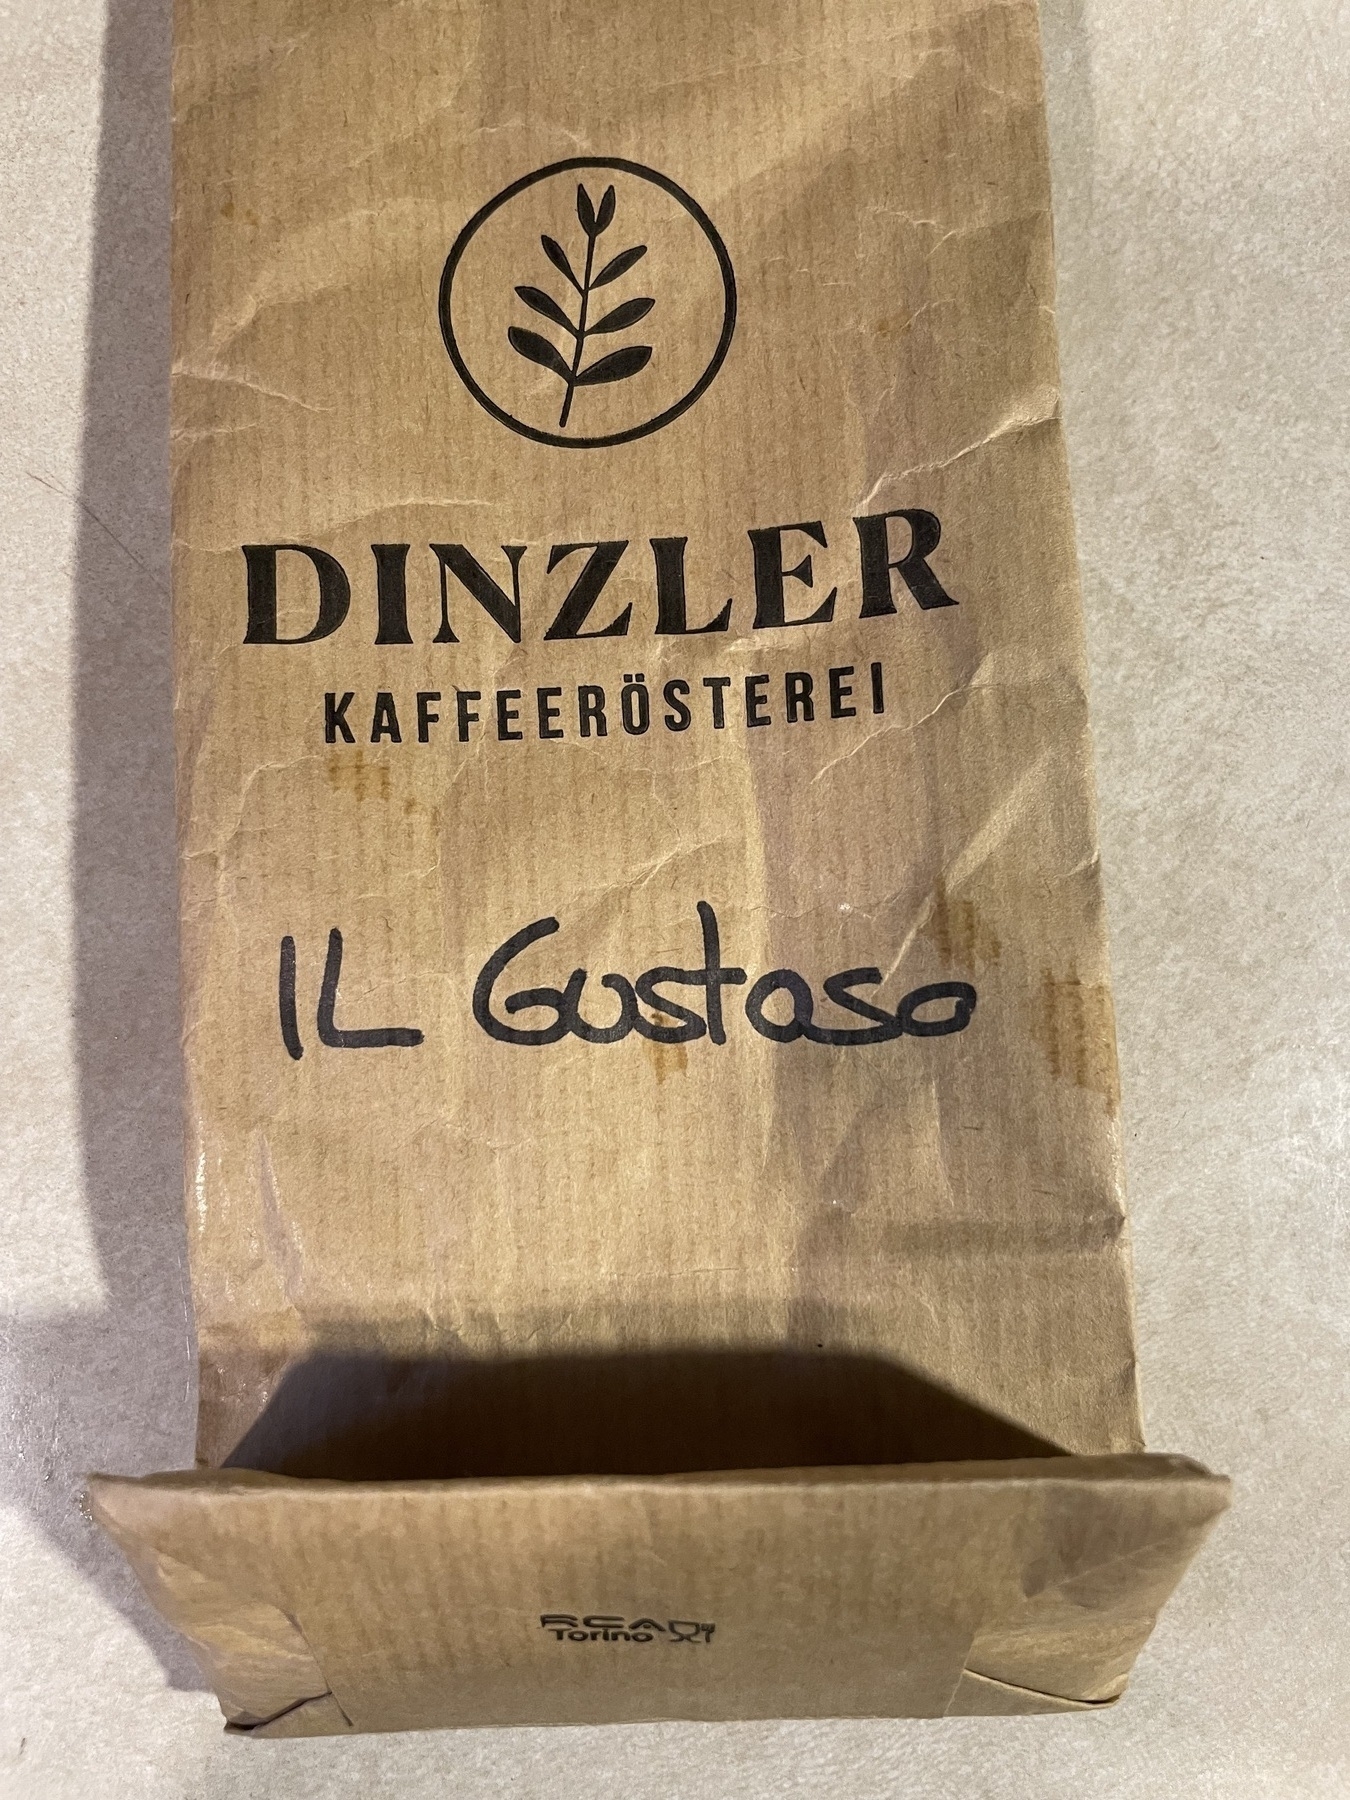 DINZLER
KAFFEERÖSTEREI
IL Gustoso
RCA
Torino